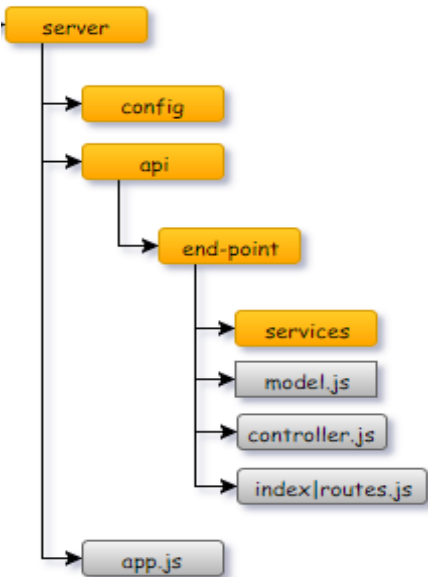 server
config
api
end-point
services
model.js
controller.js
index|routes.js
app.js